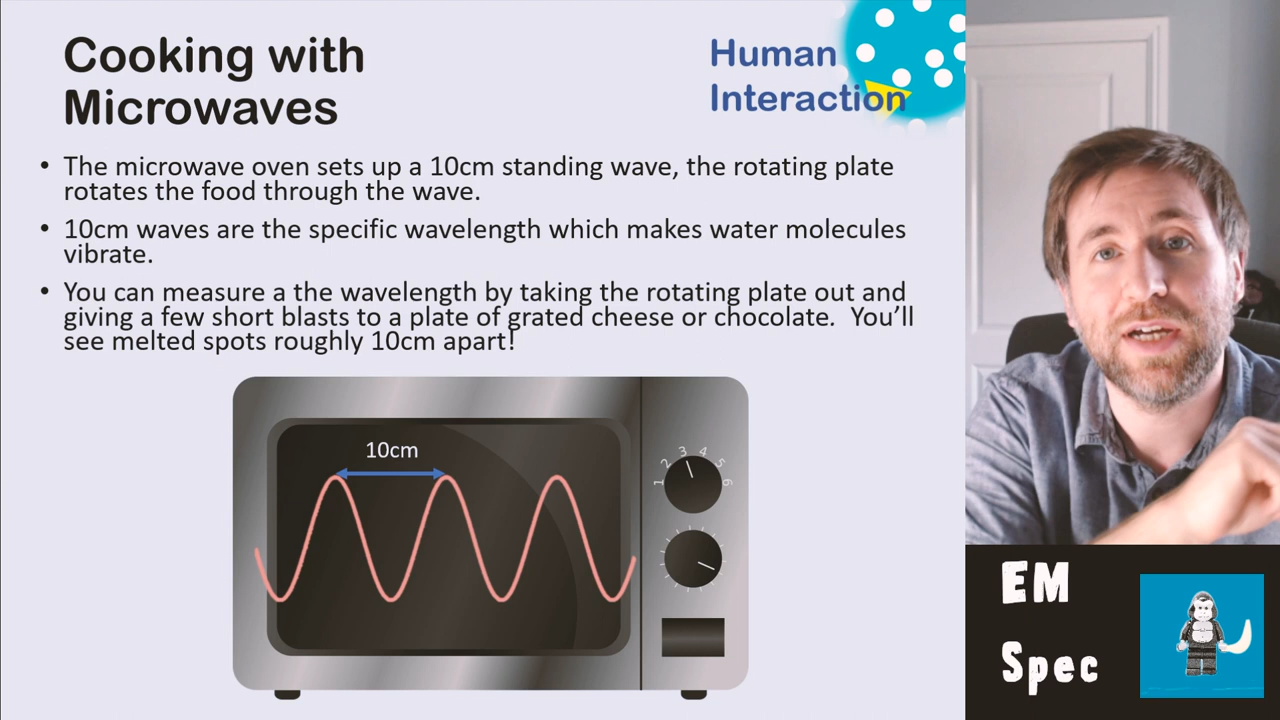 Cooking with
Microwaves
Human
Interaction
• The microwave oven sets up a 10cm standing wave, the rotating plate
rotates the food through the wave.
• 10cm waves are the specific wavelength which makes water molecules
vibrate.
• You can measure a the wavelength by taking the rotating plate out and
giving a few short blasts to a plate of grated cheese or chocolate.  You’ll
see melted spots roughly 10cm apart!
10cm
1 2 3 4 5 6
EM
Spec